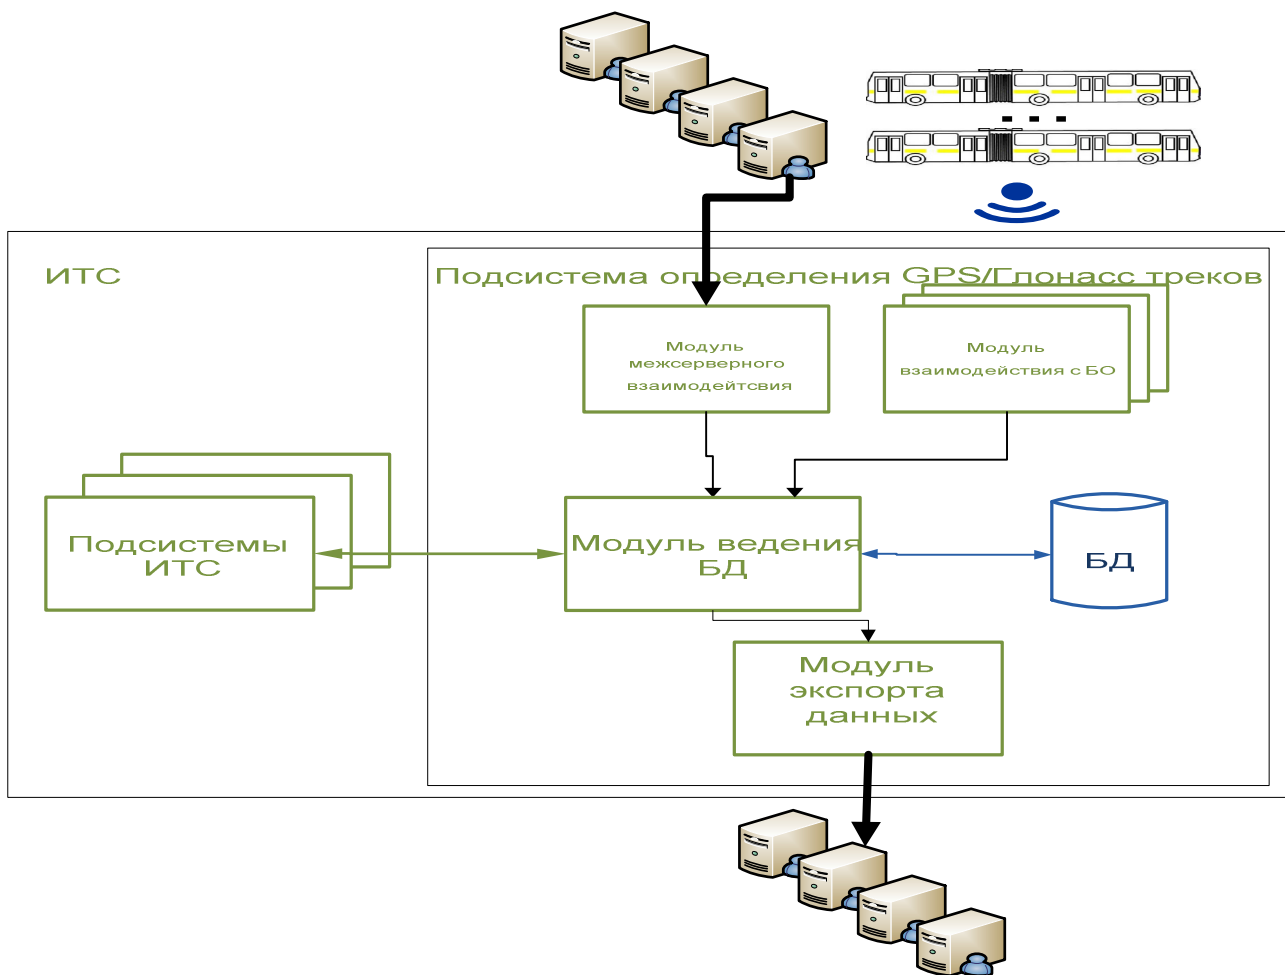 ИТС
Подсистема определения GPS/Глонасс треков
Модуль
межсерверного
взаимодейтсвия
Модуль
взаимодействия с БО
Подсистемы
ИТС
Модуль ведения
БД
БД
Модуль
экспорта
данных